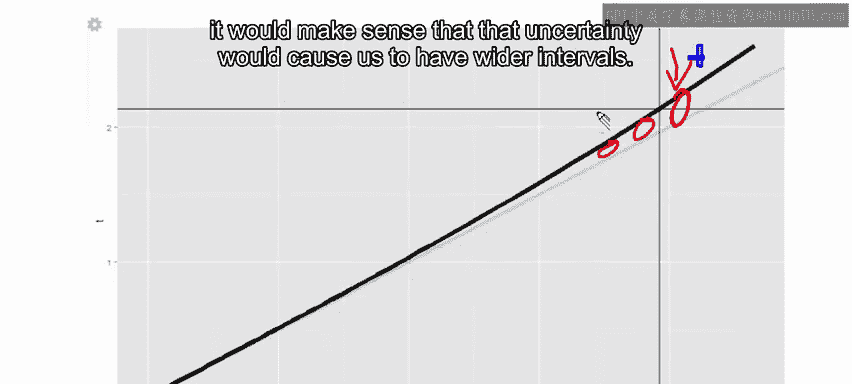 it would make sense that that uncertainty
would cause us to have wider intervals.
2
t
1